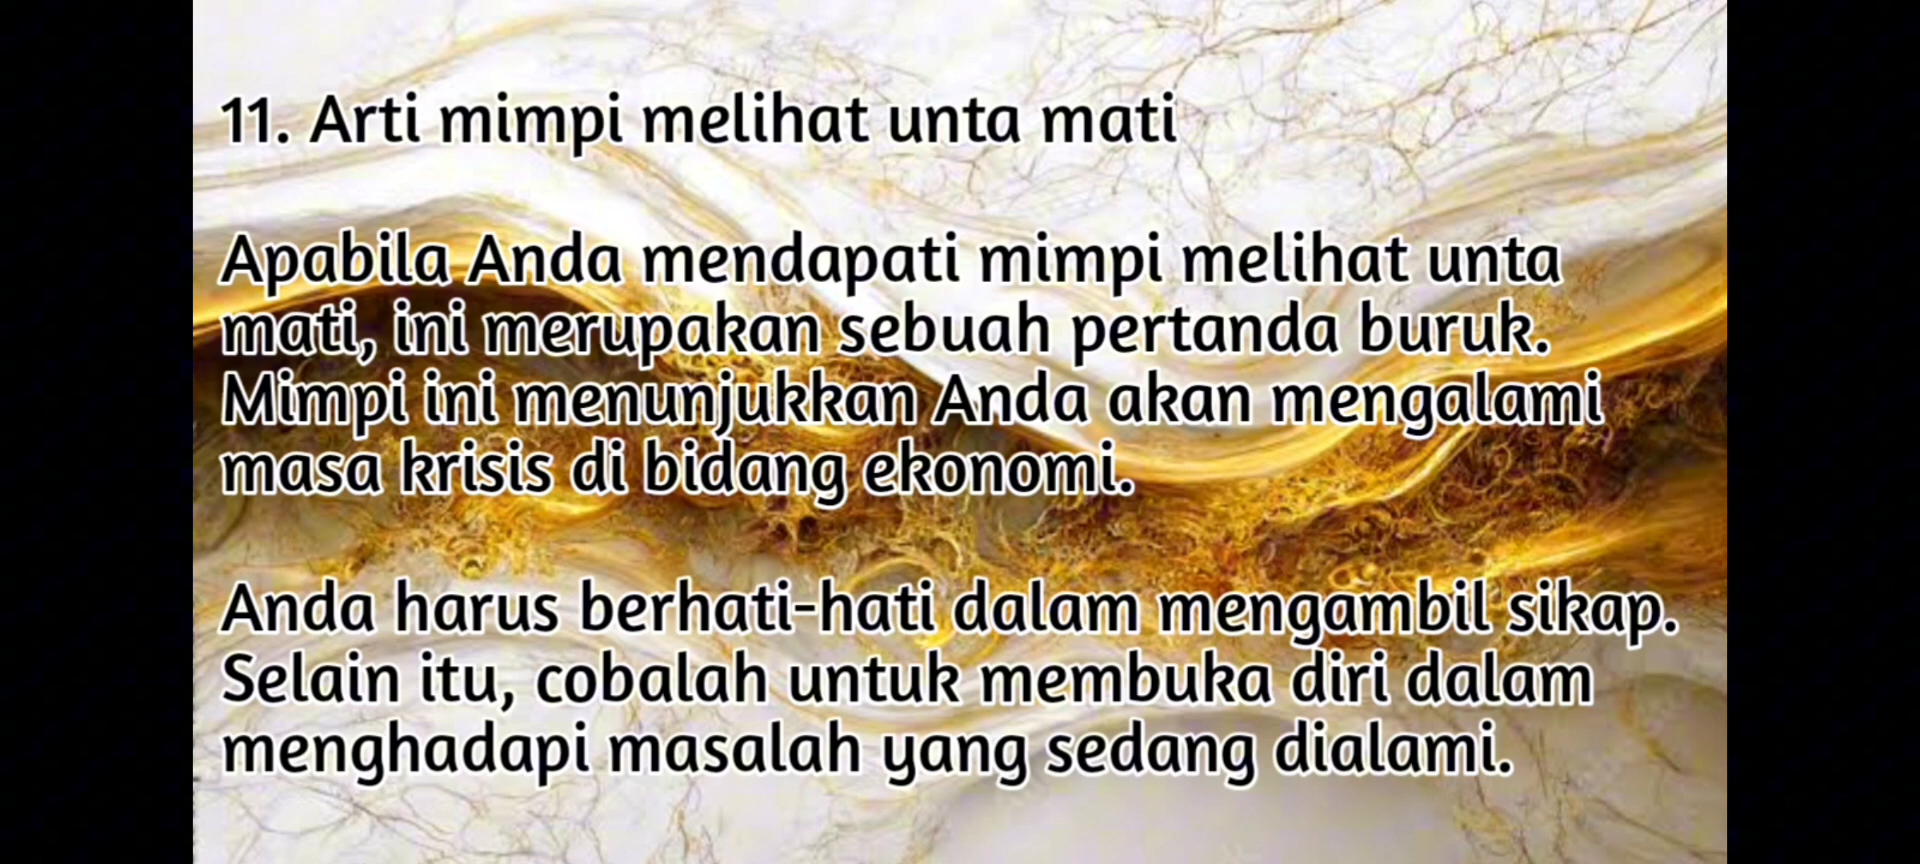 11. Arti mimpi melihat unta mati
Apabila Anda mendapati mimpi melihat unta
mati, ini merupakan sebuah pertanda buruk.
Mimpi ini menunjukkan Anda akan mengalami
masa krisis di bidang ekonomi.
Anda harus berhati-hati dalam mengambil sikap.
Selain itu, cobalah untuk membuka diri dalam
menghadapi masalah yang sedang dialami.